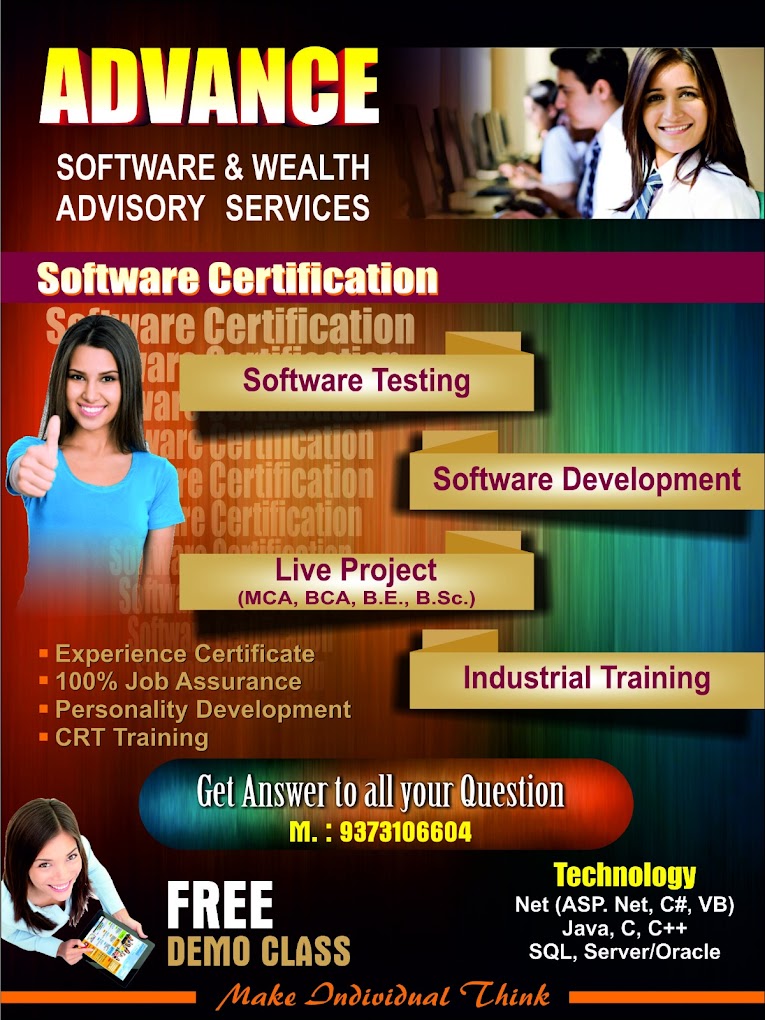 ADVANCE
SOFTWARE & WEALTH
ADVISORY SERVICES
Software Certification
Software Certification
Software Testing
Software Development
Live Project
(MCA, BCA, B.E., B.Sc.)
Industrial Training
Experience Certificate
100% Job Assurance
Personality Development
CRT Training
Get Answer to all your Question
M. : 9373106604
FREE
DEMO CLASS
Technology
Net (ASP. Net, C#, VB)
Java, C, C++
SQL, Server/Oracle
Make Individual Think